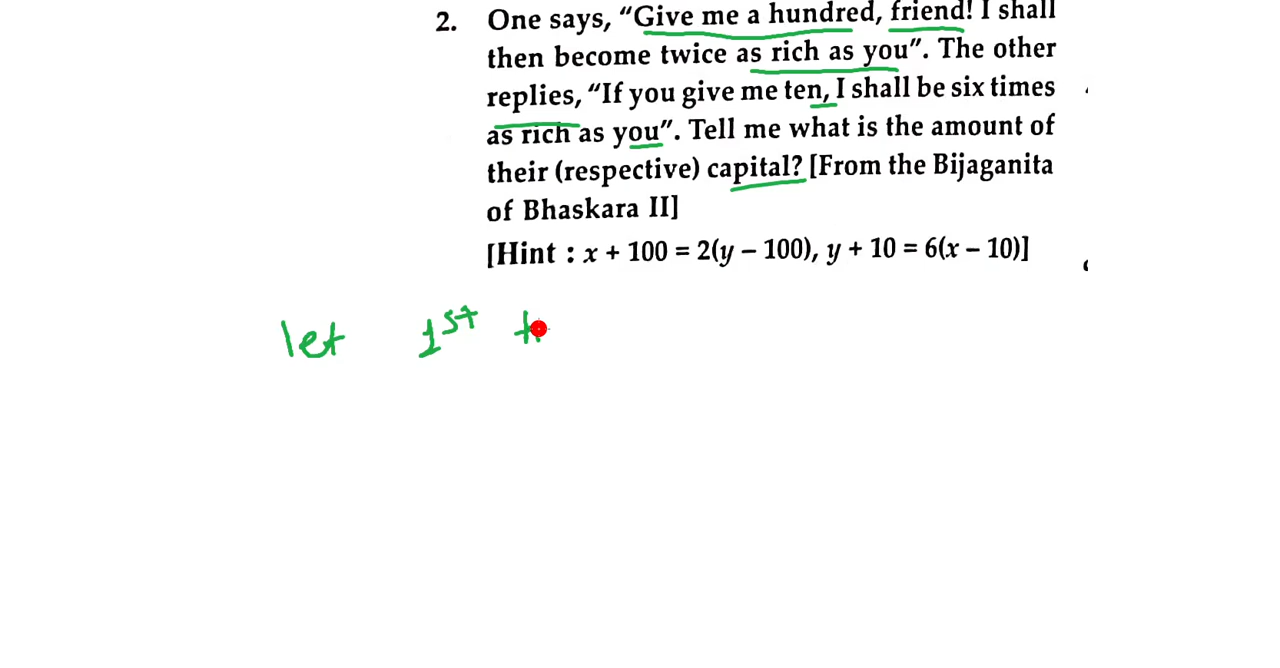 2. One says, “Give me a hundred, friend! I shall
then become twice as rich as you”. The other
replies, “If you give me ten, I shall be six times
as rich as you”. Tell me what is the amount of
their (respective) capital? [From the Bijaganita
of Bhaskara II]
[Hint : x + 100 = 2(y – 100), y + 10 = 6(x – 10)]
let 1st